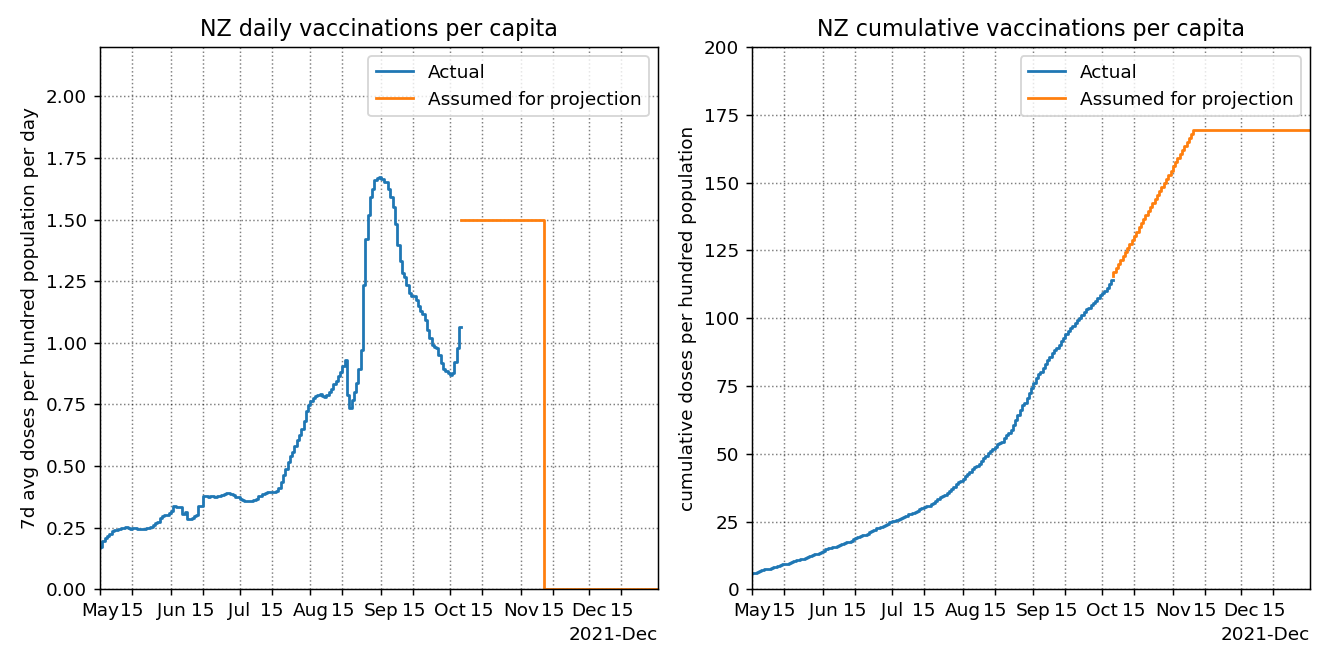 NZ daily vaccinations per capita
Actual
Assumed for projection
7d avg doses per hundred population per day
2.00
1.75
1.50
1.25
1.00
0.75
0.50
0.25
0.00
May 15 Jun 15 Jul 15 Aug 15 Sep 15 Oct 15 Nov 15 Dec 15
2021-Dec
NZ cumulative vaccinations per capita
Actual
Assumed for projection
cumulative doses per hundred population
200
175
150
125
100
75
50
25
0
May 15 Jun 15 Jul 15 Aug 15 Sep 15 Oct 15 Nov 15 Dec 15
2021-Dec